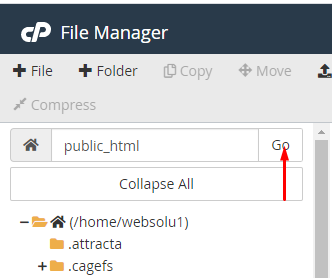 cP File Manager
+ File + Folder Copy Move
Compress
public_html Go
Collapse All
– (/home/websolu1)
.attracta
+ .cagefs